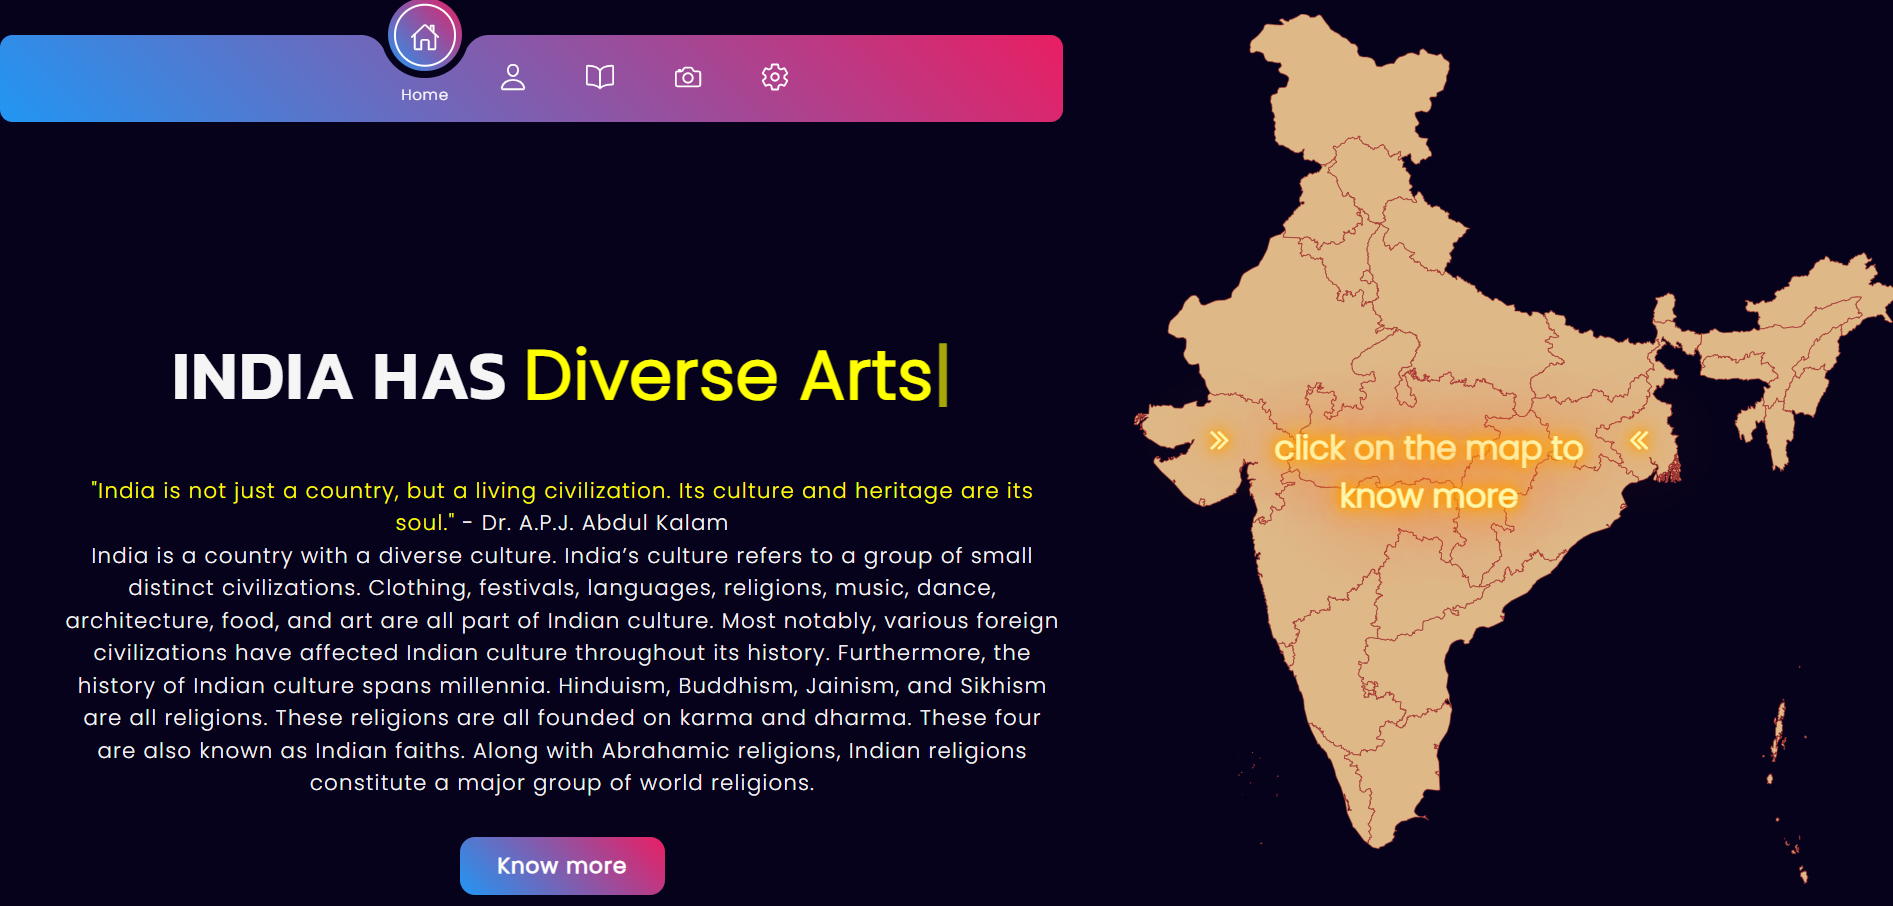 Home
INDIA HAS Diverse Arts|
"India is not just a country, but a living civilization. Its culture and heritage are its
soul." - Dr. A.P.J. Abdul Kalam
India is a country with a diverse culture. India’s culture refers to a group of small
distinct civilizations. Clothing, festivals, languages, religions, music, dance,
architecture, food, and art are all part of Indian culture. Most notably, various foreign
civilizations have affected Indian culture throughout its history. Furthermore, the
history of Indian culture spans millennia. Hinduism, Buddhism, Jainism, and Sikhism
are all religions. These religions are all founded on karma and dharma. These four
are also known as Indian faiths. Along with Abrahamic religions, Indian religions
constitute a major group of world religions.
Know more
» click on the map to «
know more